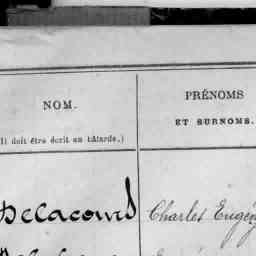 NOM.
(Il doit être écrit en bâtarde.)
PRÉNOMS
ET SURNOMS.
Delacourt Charles Eugèn